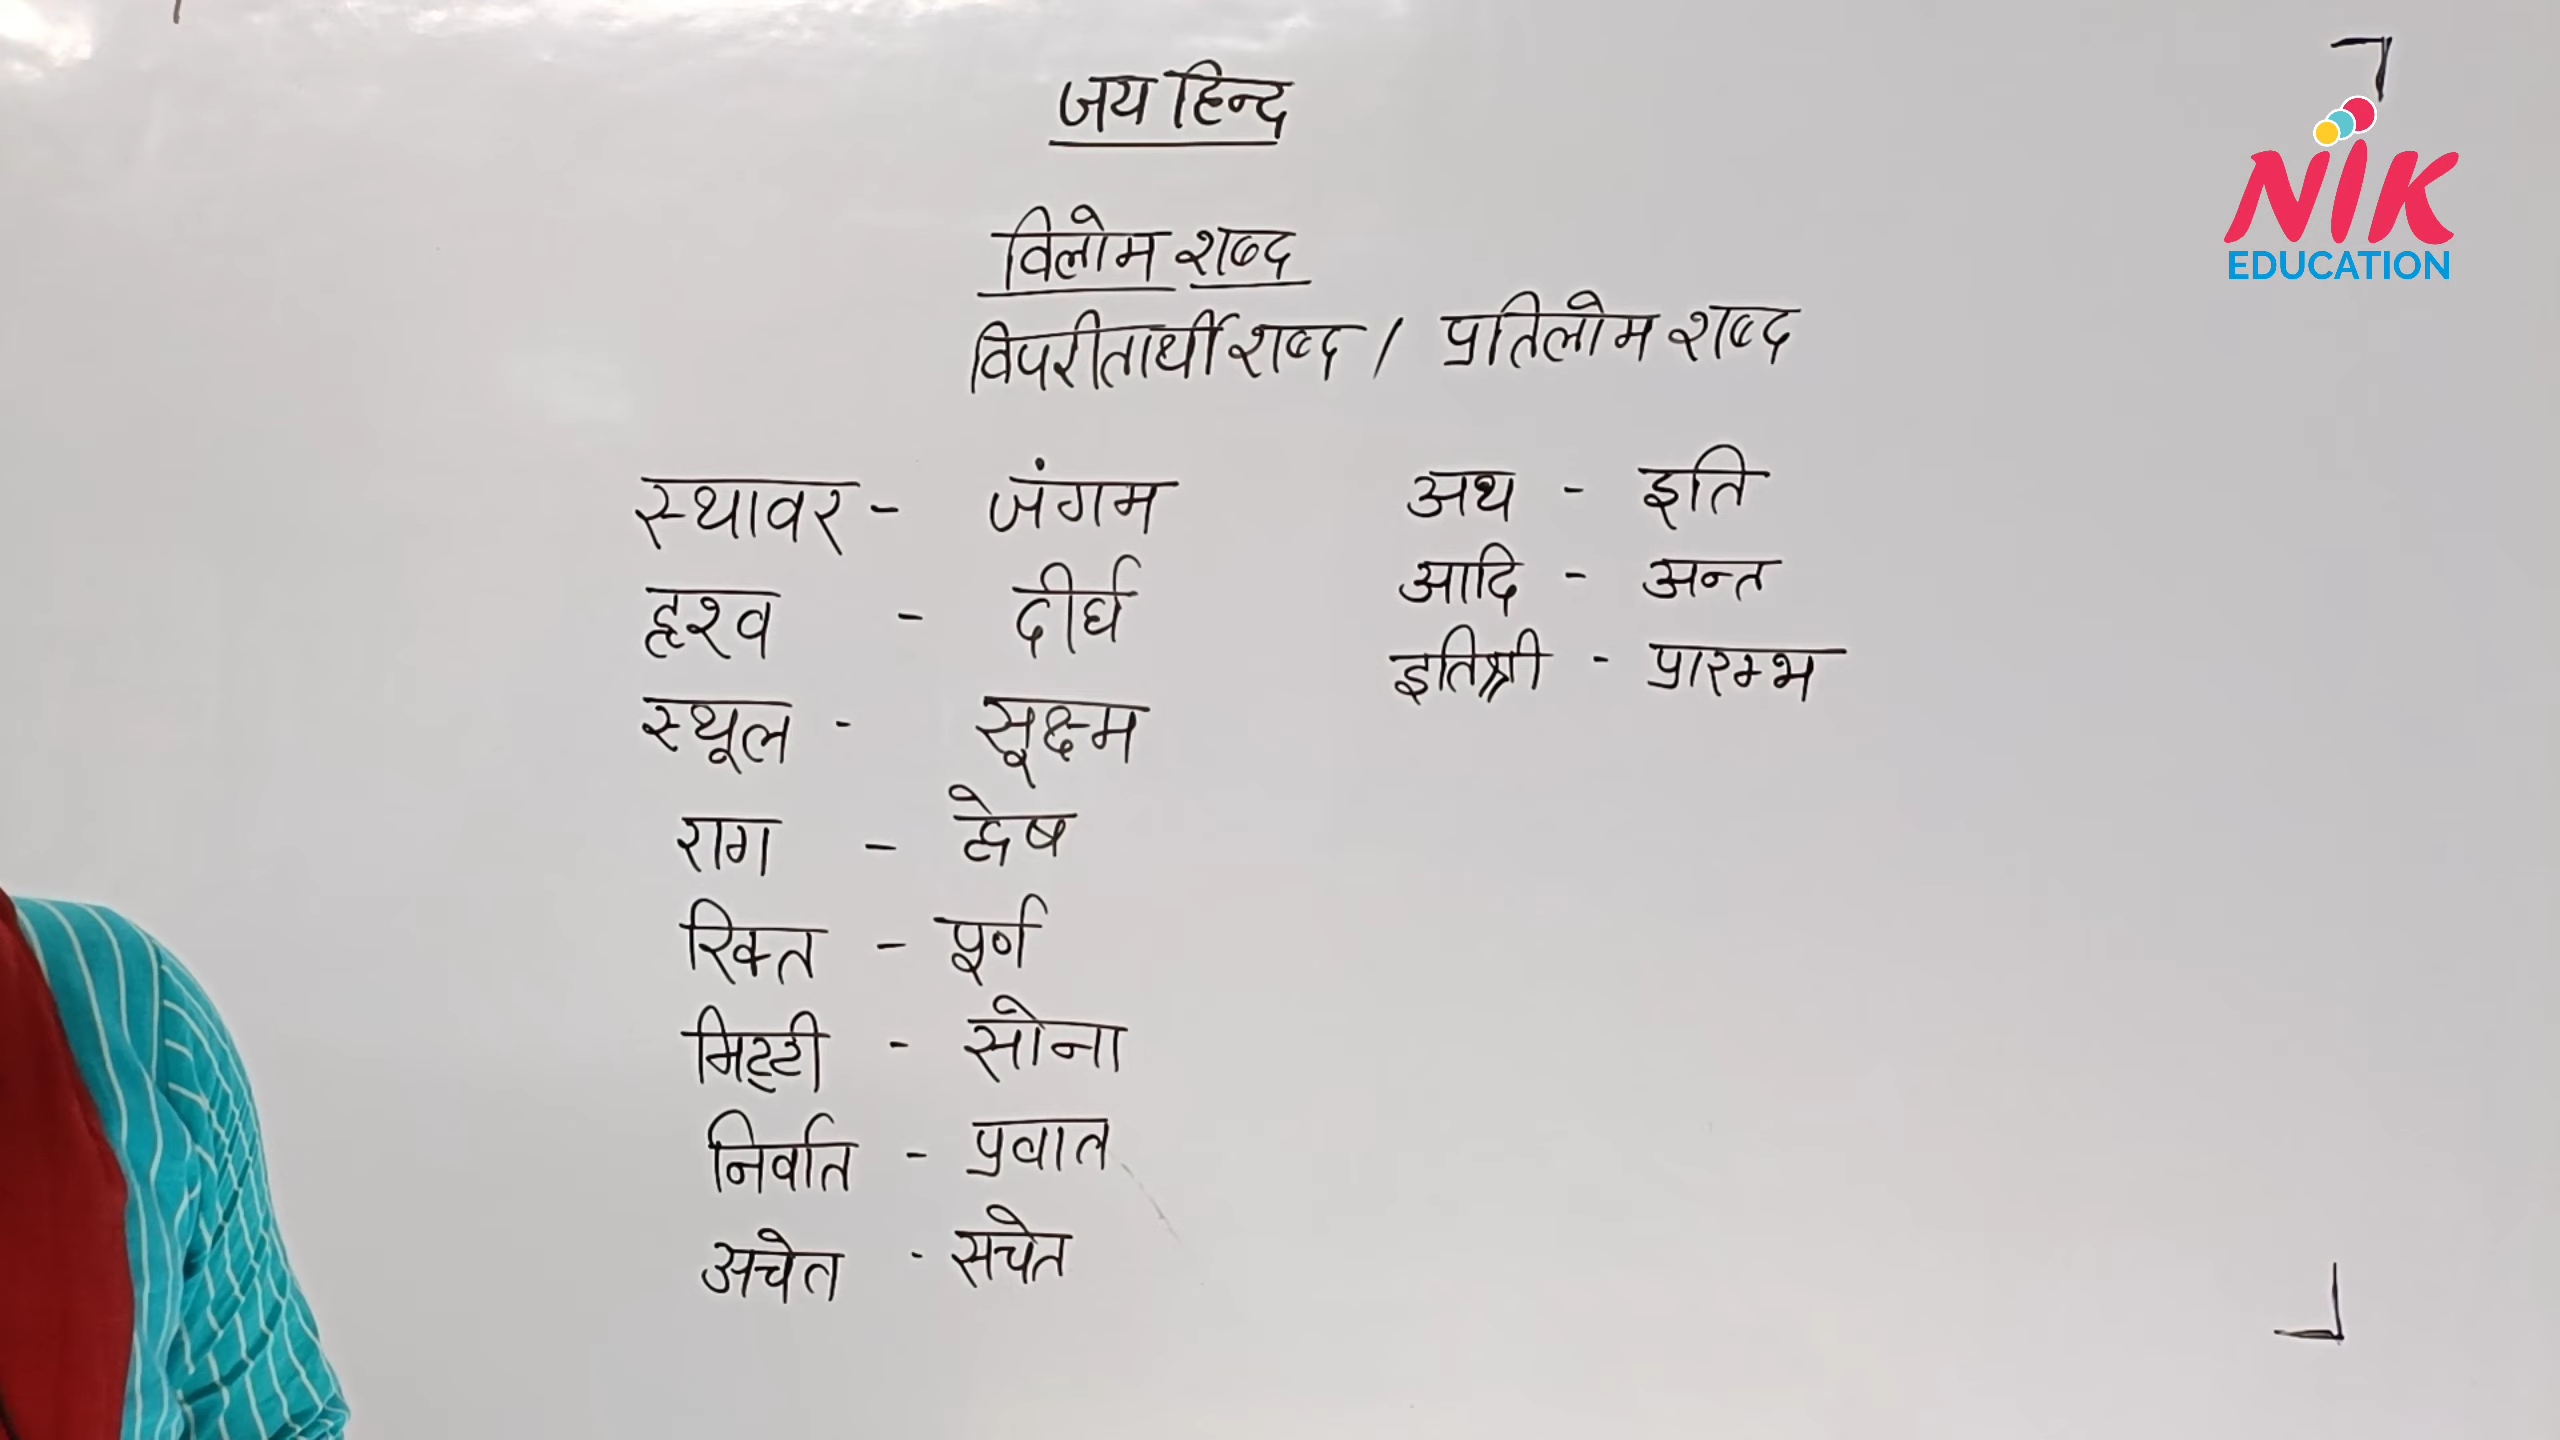 जय हिन्द
NIK
EDUCATION
विलोम शब्द
विपरीतार्थी शब्द / प्रतिलोम शब्द
स्थावर - जंगम
हृश्व - दीर्घ
स्थूल - सूक्ष्म
राग - द्वेष
रिक्त - पूर्ण
मिट्टी - सोना
निर्वात - प्रवात
अचेत - सचेत
अथ - इति
आदि - अन्त
इतिश्री - प्रारम्भ